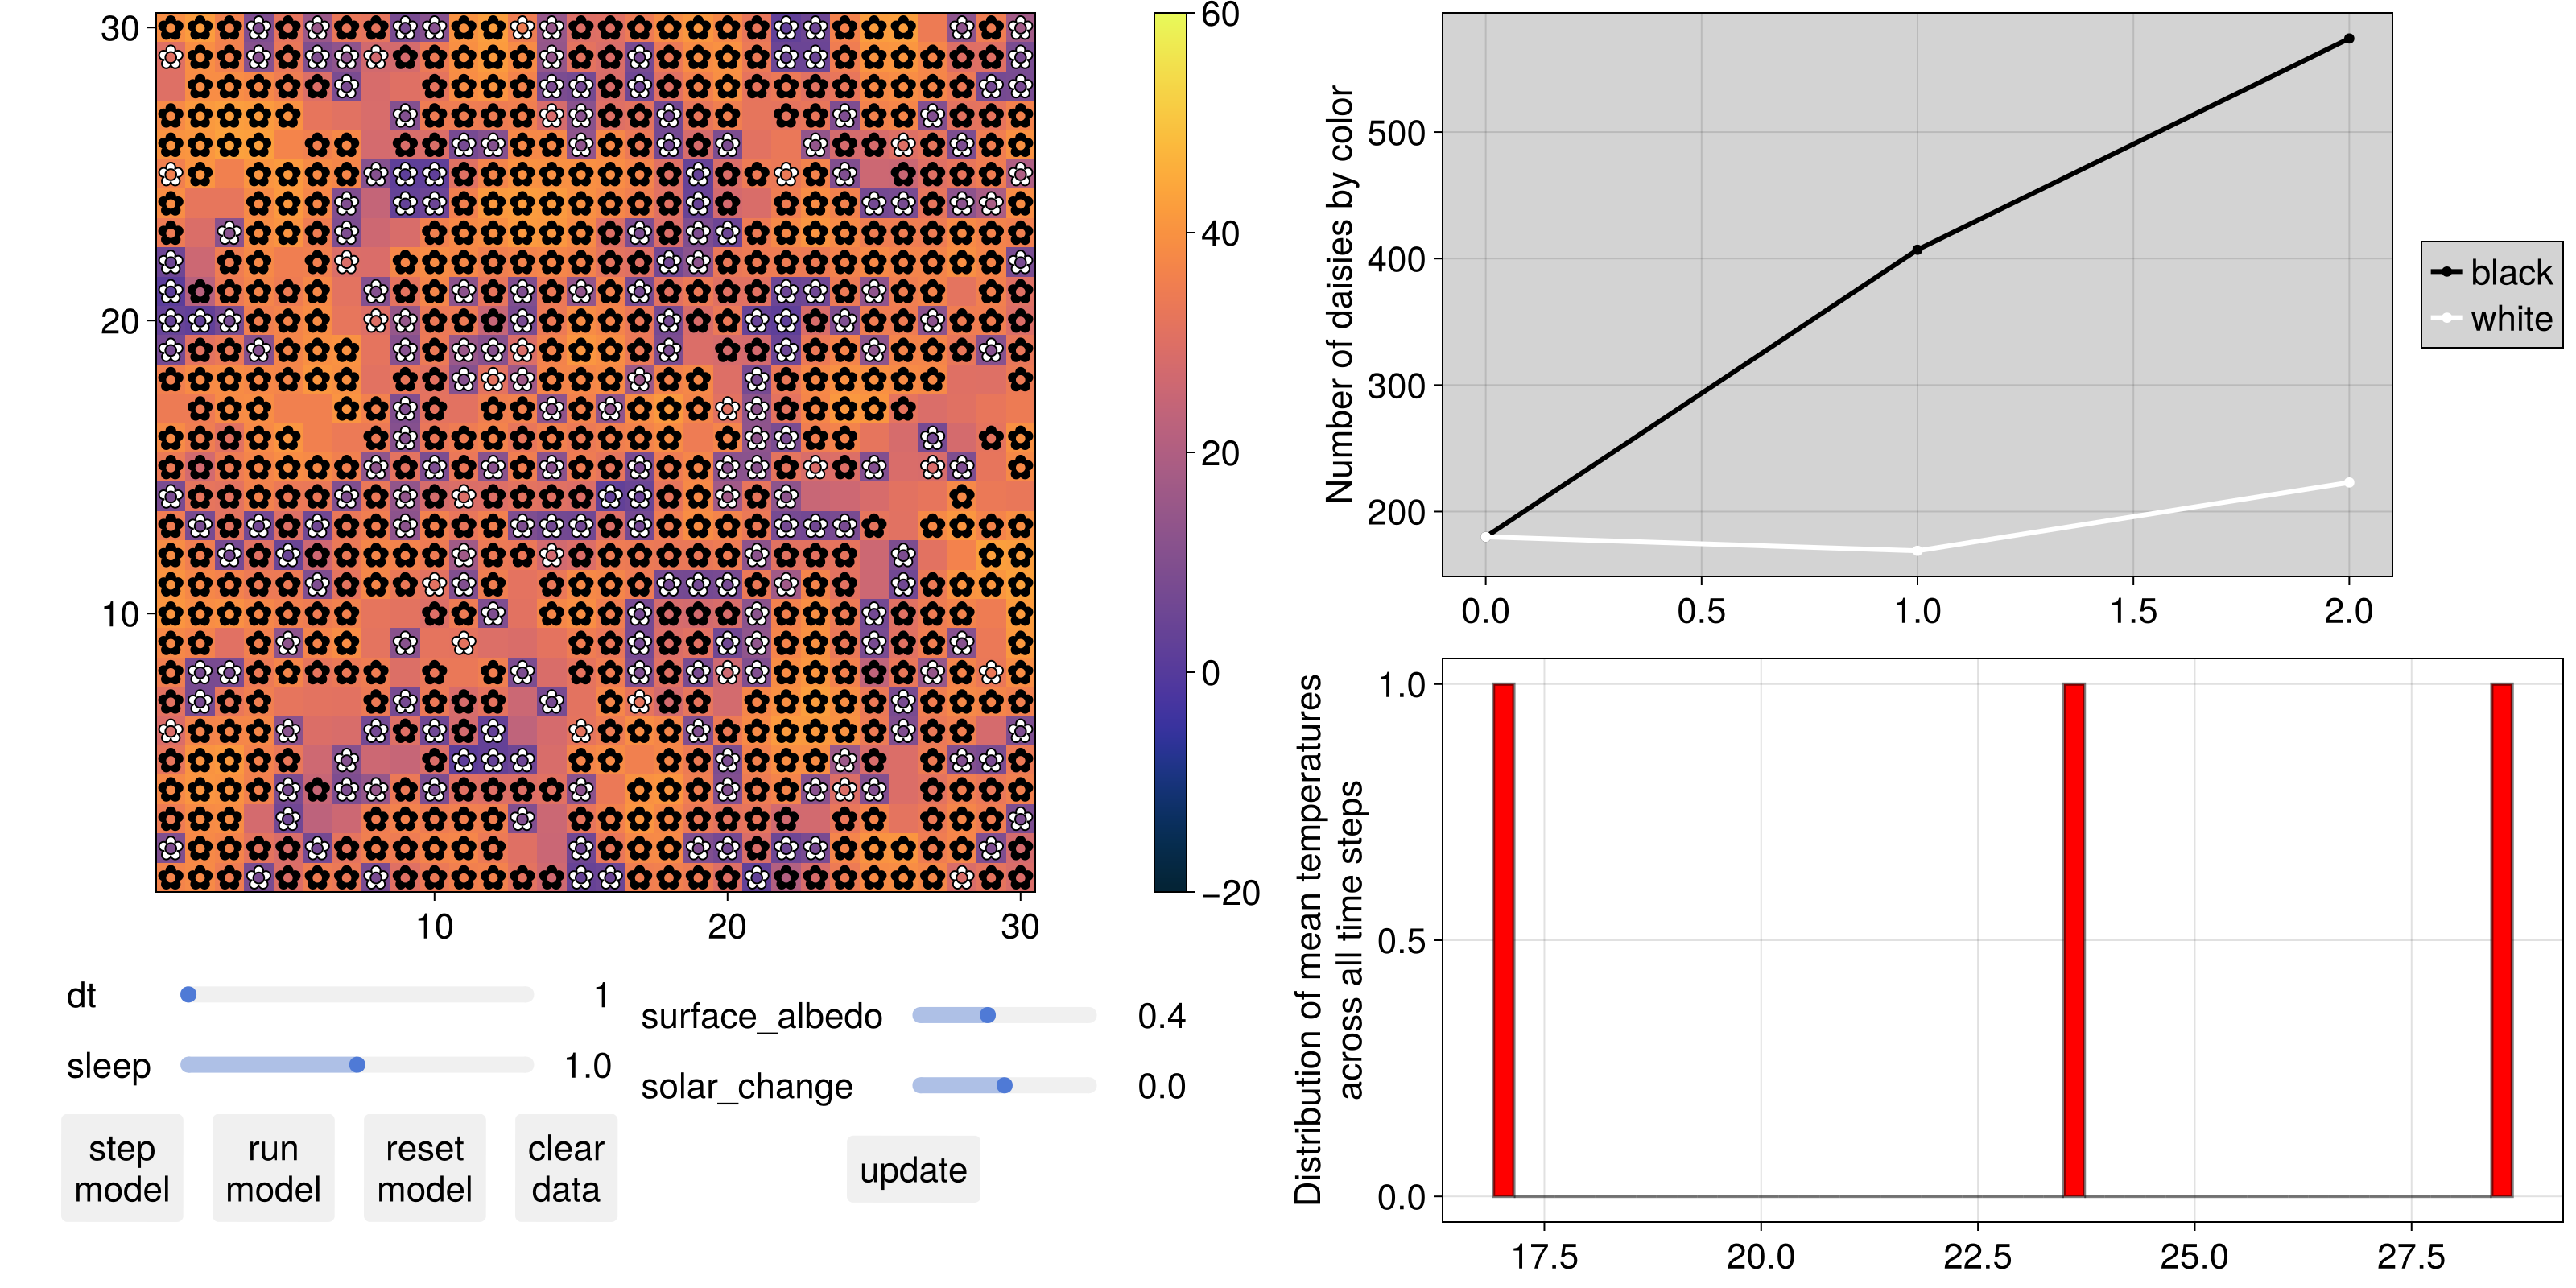 30
20
10
10
20
30
60
40
20
0
−20
Number of daisies by color
500
400
300
200
0.0
0.5
1.0
1.5
2.0
black
white
Distribution of mean temperatures
across all time steps
1.0
0.5
0.0
17.5
20.0
22.5
25.0
27.5
dt
1
sleep
1.0
surface_albedo
0.4
solar_change
0.0
step
model
run
model
reset
model
clear
data
update